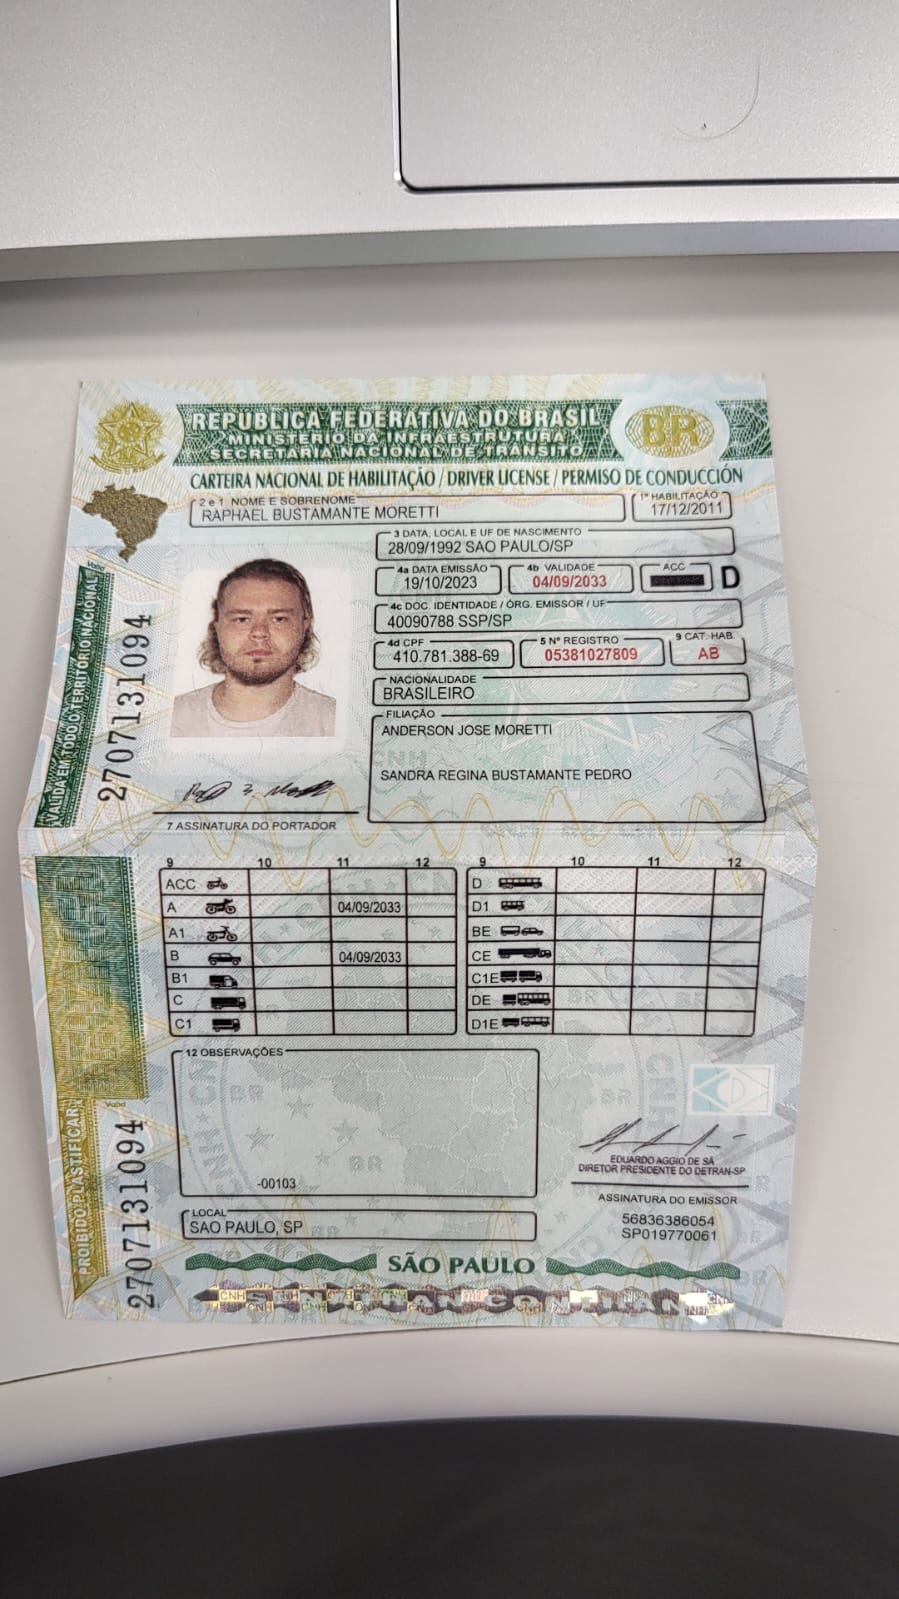 REPÚBLICA FEDERATIVA DO BRASIL
MINISTÉRIO DA INFRAESTRUTURA
SECRETARIA NACIONAL DE TRÂNSITO
BR
CARTEIRA NACIONAL DE HABILITAÇÃO / DRIVER LICENSE / PERMISO DE CONDUCCIÓN
2 e 1 NOME E SOBRENOME
RAPHAEL BUSTAMANTE MORETTI
1ª HABILITAÇÃO
17/12/2011
3 DATA, LOCAL E UF DE NASCIMENTO
28/09/1992 SAO PAULO/SP
4a DATA EMISSÃO
19/10/2023
4b VALIDADE
04/09/2033
ACC
D
4c DOC. IDENTIDADE / ÓRG. EMISSOR / UF
40090788 SSP/SP
4d CPF
410.781.388-69
5 Nº REGISTRO
05381027809
9 CAT. HAB.
AB
NACIONALIDADE
BRASILEIRO
FILIAÇÃO
ANDERSON JOSE MORETTI
SANDRA REGINA BUSTAMANTE PEDRO
7 ASSINATURA DO PORTADOR
VÁLIDA EM TODO O TERRITÓRIO NACIONAL
2707131094
9 10 11 12
ACC
A 04/09/2033
A1
B 04/09/2033
B1
C
C1
9 10 11 12
D
D1
BE
CE
C1E
DE
D1E
12 OBSERVAÇÕES
-00103
LOCAL
SAO PAULO, SP
EDUARDO AGGIO DE SÁ
DIRETOR PRESIDENTE DO DETRAN-SP
ASSINATURA DO EMISSOR
56836386054
SP019770061
PROIBIDO PLASTIFICAR
2707131094
SÃO PAULO